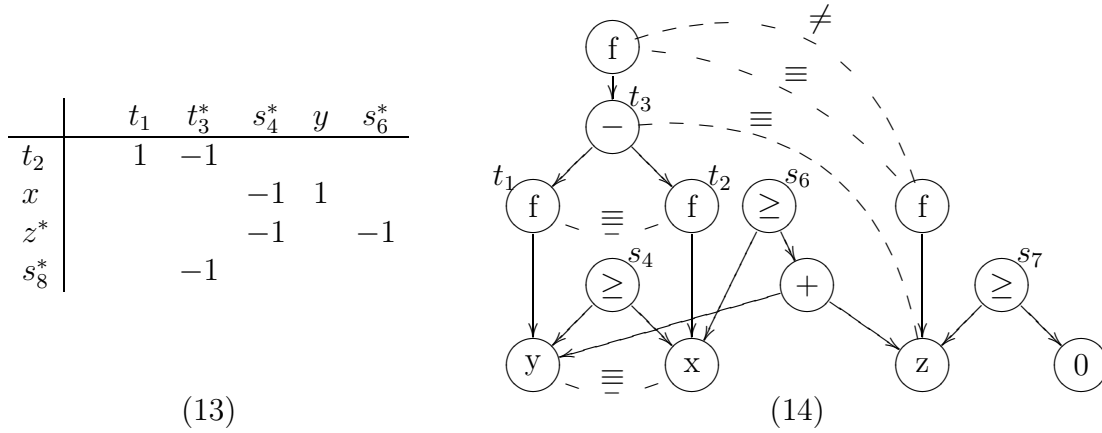 t₁ t₃* s₄* y s₆*
t₂ 1 −1
x −1 1
z* −1 −1
s₈* −1
(13)
≠
f
≡
t₃
− ≡
t₁ t₂ s₆
f ≡ f ≥ f
s₄ s₇
≥ + ≥
y ≡ x z 0
(14)